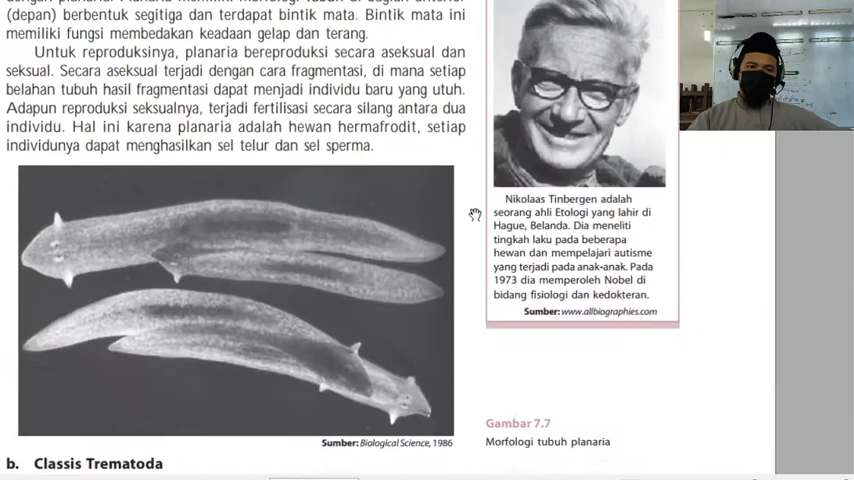 (depan) berbentuk segitiga dan terdapat bintik mata. Bintik mata ini
memiliki fungsi membedakan keadaan gelap dan terang.
Untuk reproduksinya, planaria bereproduksi secara aseksual dan
seksual. Secara aseksual terjadi dengan cara fragmentasi, di mana setiap
belahan tubuh hasil fragmentasi dapat menjadi individu baru yang utuh.
Adapun reproduksi seksualnya, terjadi fertilisasi secara silang antara dua
individu. Hal ini karena planaria adalah hewan hermafrodit, setiap
individunya dapat menghasilkan sel telur dan sel sperma.
Sumber: Biological Science, 1986
b. Classis Trematoda
Nikolaas Tinbergen adalah
seorang ahli Etologi yang lahir di
Hague, Belanda. Dia meneliti
tingkah laku pada beberapa
hewan dan mempelajari autisme
yang terjadi pada anak-anak. Pada
1973 dia memperoleh Nobel di
bidang fisiologi dan kedokteran.
Sumber: www.allbiographies.com
Gambar 7.7
Morfologi tubuh planaria